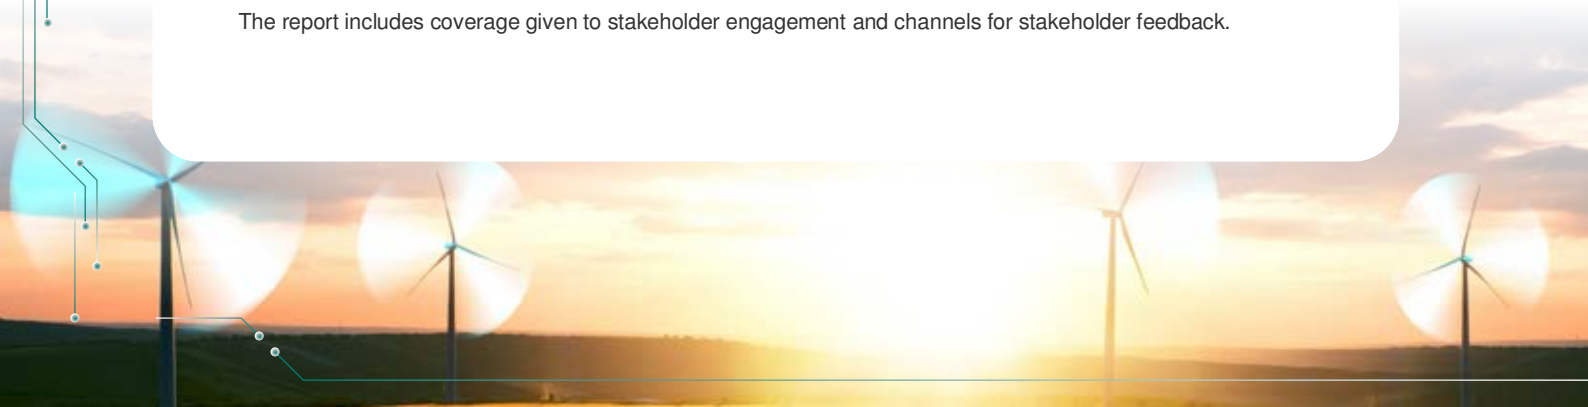 The report includes coverage given to stakeholder engagement and channels for stakeholder feedback.